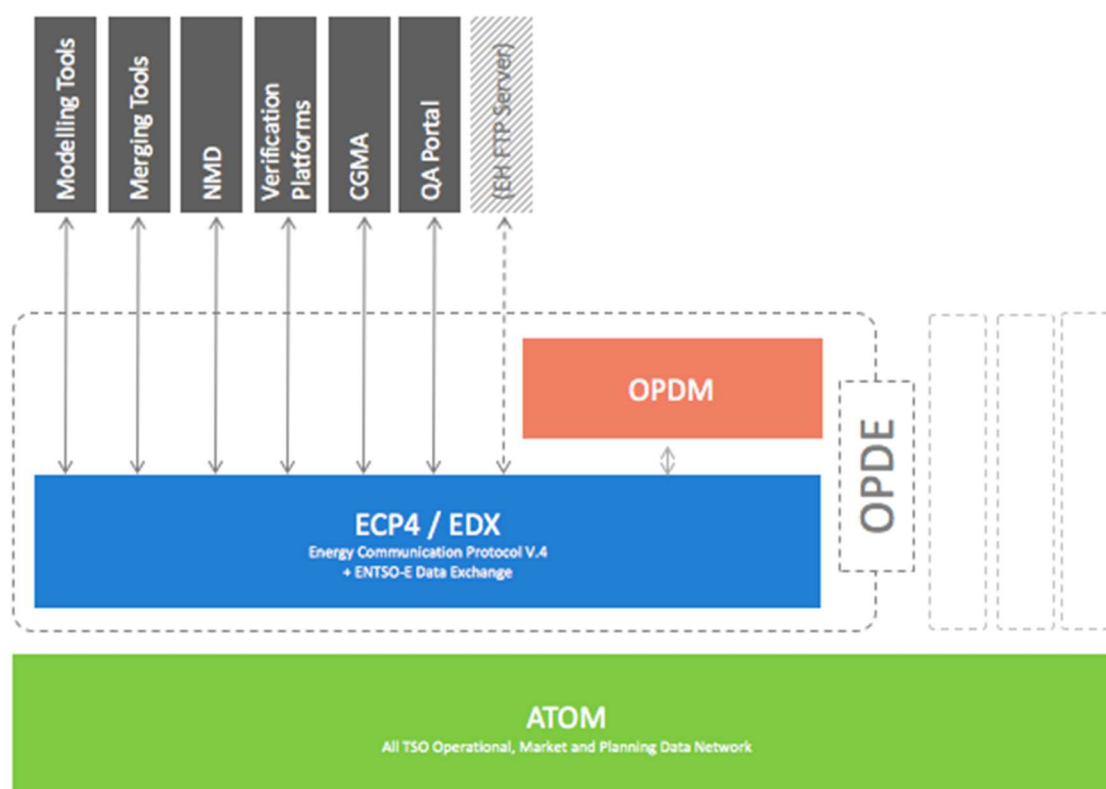 Modelling Tools
Merging Tools
NMD
Verification
Platforms
CGMA
QA Portal
(EH FTP Server)
OPDM
OPDE
ECP4 / EDX
Energy Communication Protocol V.4
+ ENTSO-E Data Exchange
ATOM
All TSO Operational, Market and Planning Data Network